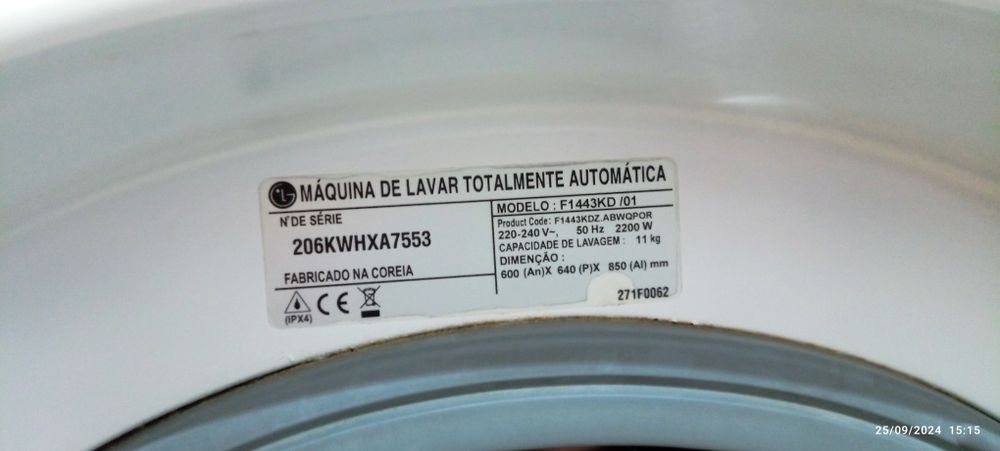 LG MÁQUINA DE LAVAR TOTALMENTE AUTOMÁTICA
N° DE SÉRIE
206KWHXA7553
FABRICADO NA COREIA
(IPX4)
CE
MODELO : F1443KD /01
Product Code: F1443KDZ.ABWQPOR
220-240 V~, 50 Hz 2200 W
CAPACIDADE DE LAVAGEM : 11 kg
DIMENÇÃO :
600 (An)X 640 (P)X 850 (Al) mm
271F0062
25/09/2024 15:15